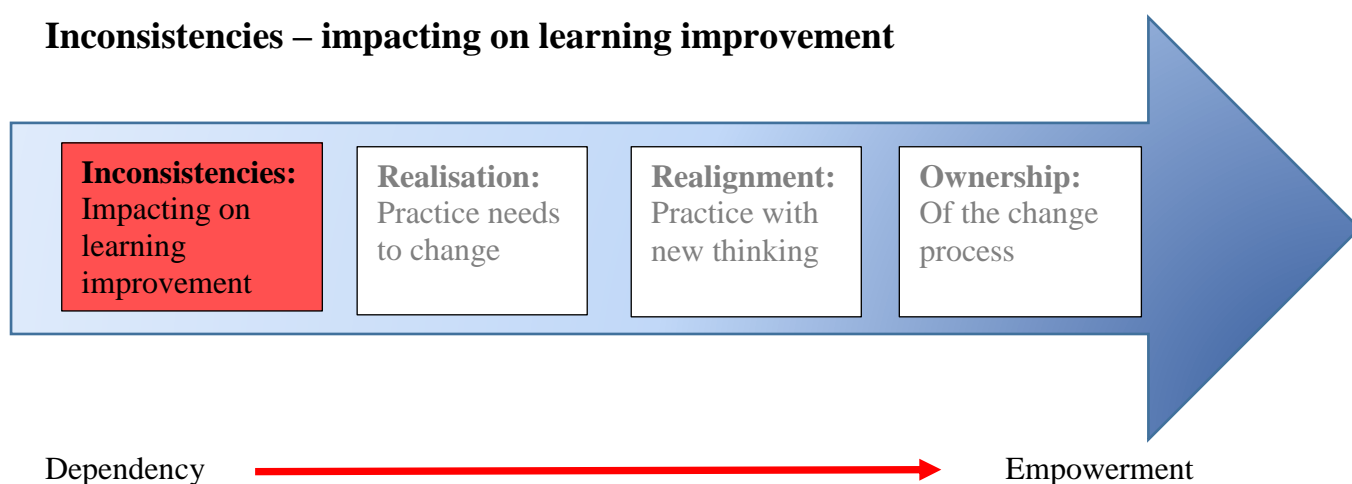 Inconsistencies – impacting on learning improvement
Inconsistencies:
Impacting on
learning
improvement
Realisation:
Practice needs
to change
Realignment:
Practice with
new thinking
Ownership:
Of the change
process
Dependency
Empowerment